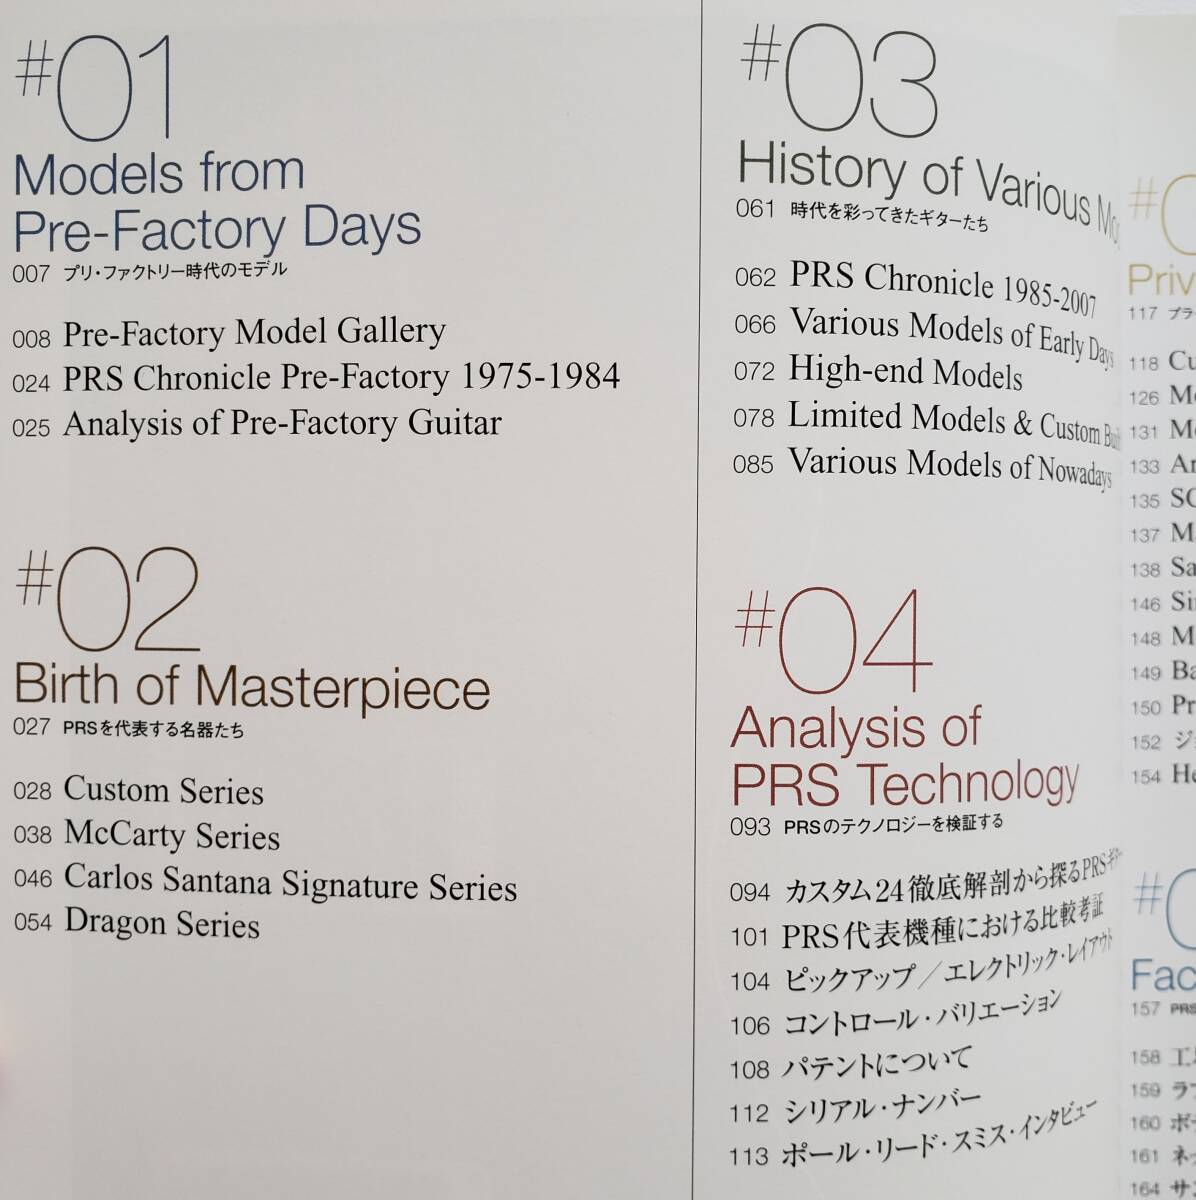 #01
Models from
Pre-Factory Days
007 プリ・ファクトリー時代のモデル
008 Pre-Factory Model Gallery
024 PRS Chronicle Pre-Factory 1975-1984
025 Analysis of Pre-Factory Guitar
#02
Birth of Masterpiece
027 PRSを代表する名器たち
028 Custom Series
038 McCarty Series
046 Carlos Santana Signature Series
054 Dragon Series
#03
History of Various
061 時代を彩ってきたギターたち
062 PRS Chronicle 1985-2007
066 Various Models of Early Days
072 High-end Models
078 Limited Models & Custom
085 Various Models of Nowadays
#04
Analysis of
PRS Technology
093 PRSのテクノロジーを検証する
094 カスタム24徹底解剖から探るPRSギター
101 PRS代表機種における比較考証
104 ピックアップ／エレクトリック・レイアウト
106 コントロール・バリエーション
108 パテントについて
112 シリアル・ナンバー
113 ポール・リード・スミス・インタビュー
#0
Priv
117
118
126
131
133
135
137
138
146
148
149
150
152
154
#0
Fac
157 PRS
158
159
160
161
164